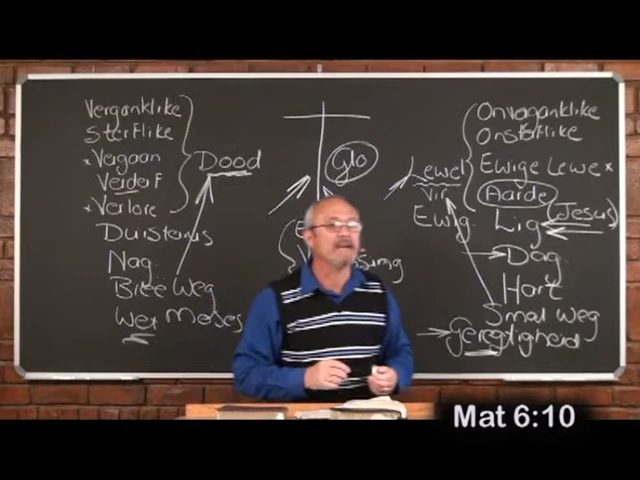 Verganklike
Sterflike
x Vergaan
Verderf
x Verlore
Duisternis
Nag
Bree Weg
Wet Moses
Dood
Glo
Lewe
Vir
Ewig
Onverganklike
Onsterflike
Ewige Lewe x
Aarde
Lig (Jesus)
Dag
Hart
Smal Weg
Geregtigheid
Mat 6:10